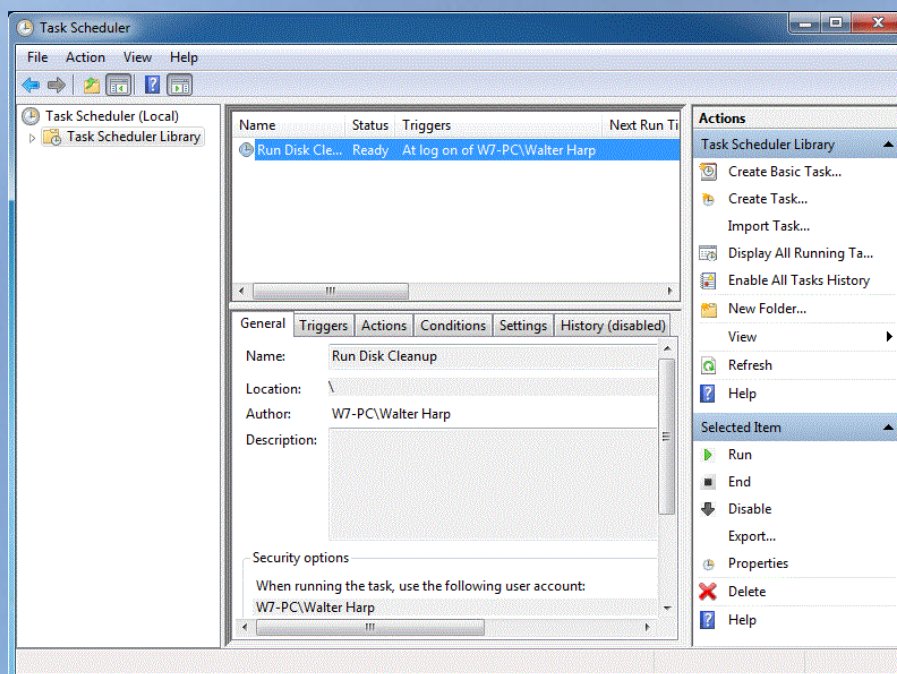 Task Scheduler
File Action View Help
Task Scheduler (Local)
Task Scheduler Library
Name Status Triggers Next Run Ti
Run Disk Cle... Ready At log on of W7-PC\Walter Harp
General Triggers Actions Conditions Settings History (disabled)
Name: Run Disk Cleanup
Location: \
Author: W7-PC\Walter Harp
Description:
Security options
When running the task, use the following user account:
W7-PC\Walter Harp
Actions
Task Scheduler Library
Create Basic Task...
Create Task...
Import Task...
Display All Running Ta...
Enable All Tasks History
New Folder...
View
Refresh
Help
Selected Item
Run
End
Disable
Export...
Properties
Delete
Help